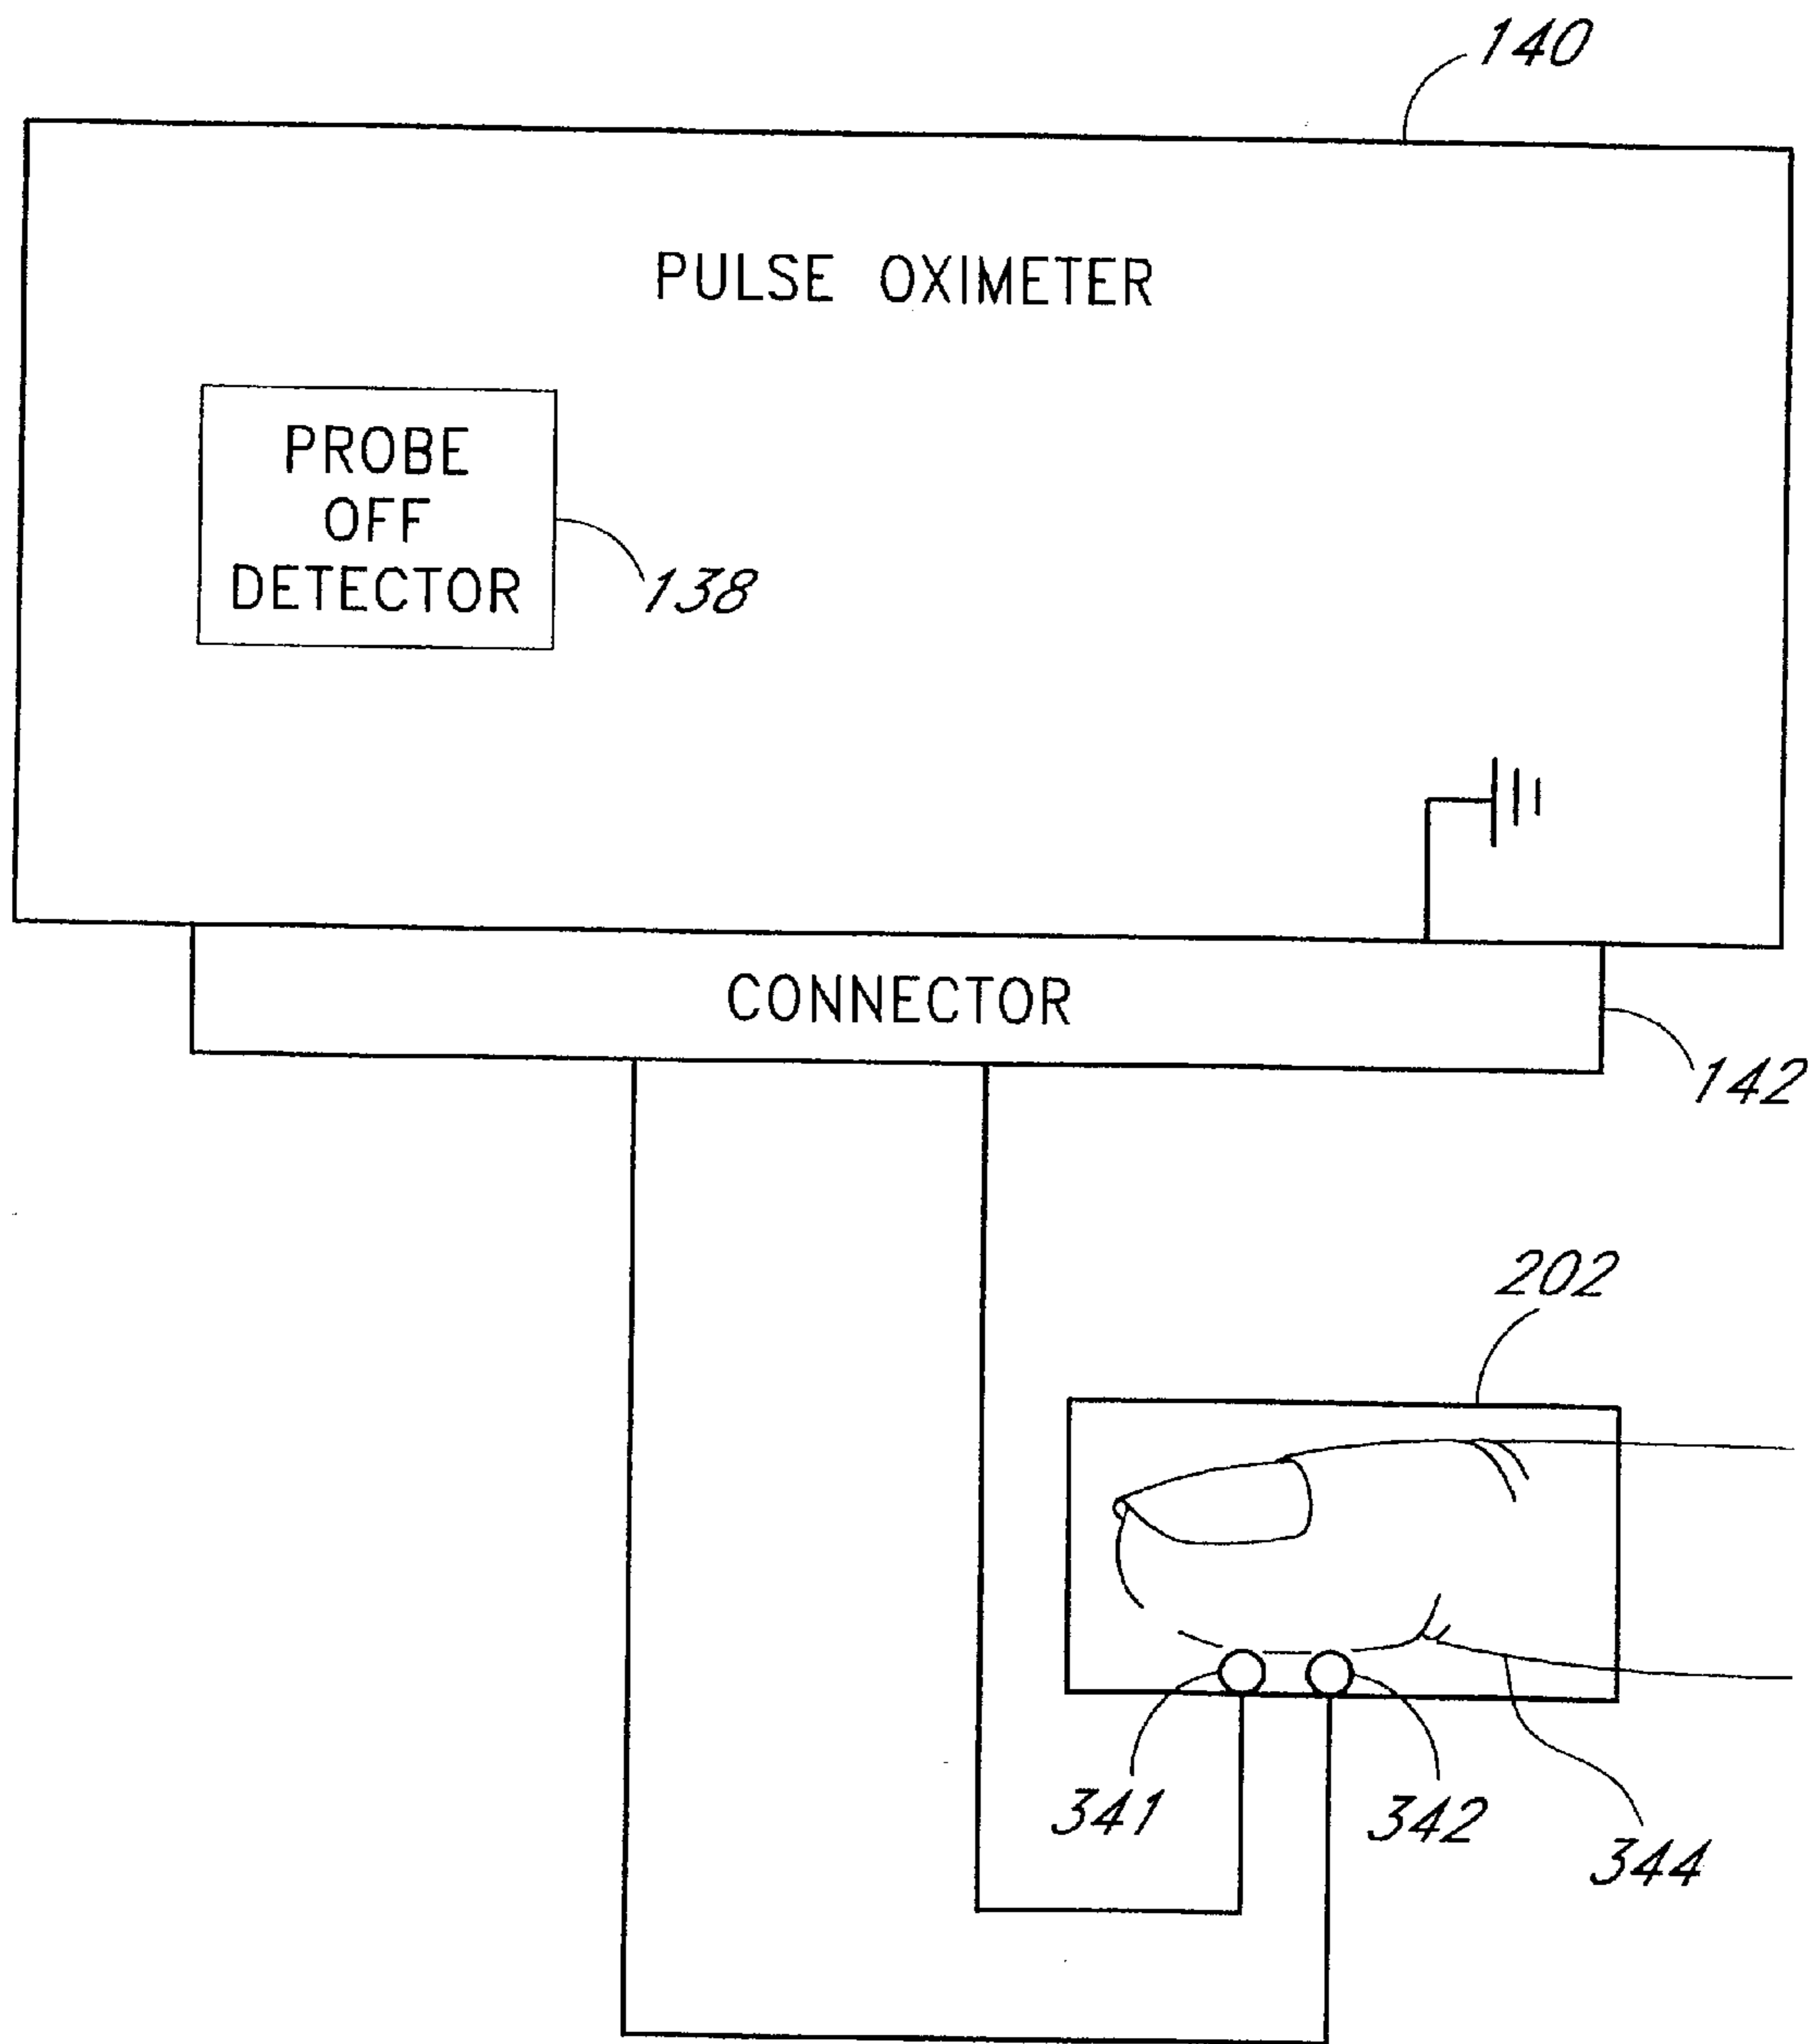 140
PULSE OXIMETER
PROBE
OFF
DETECTOR
138
CONNECTOR
142
202
341
342
344